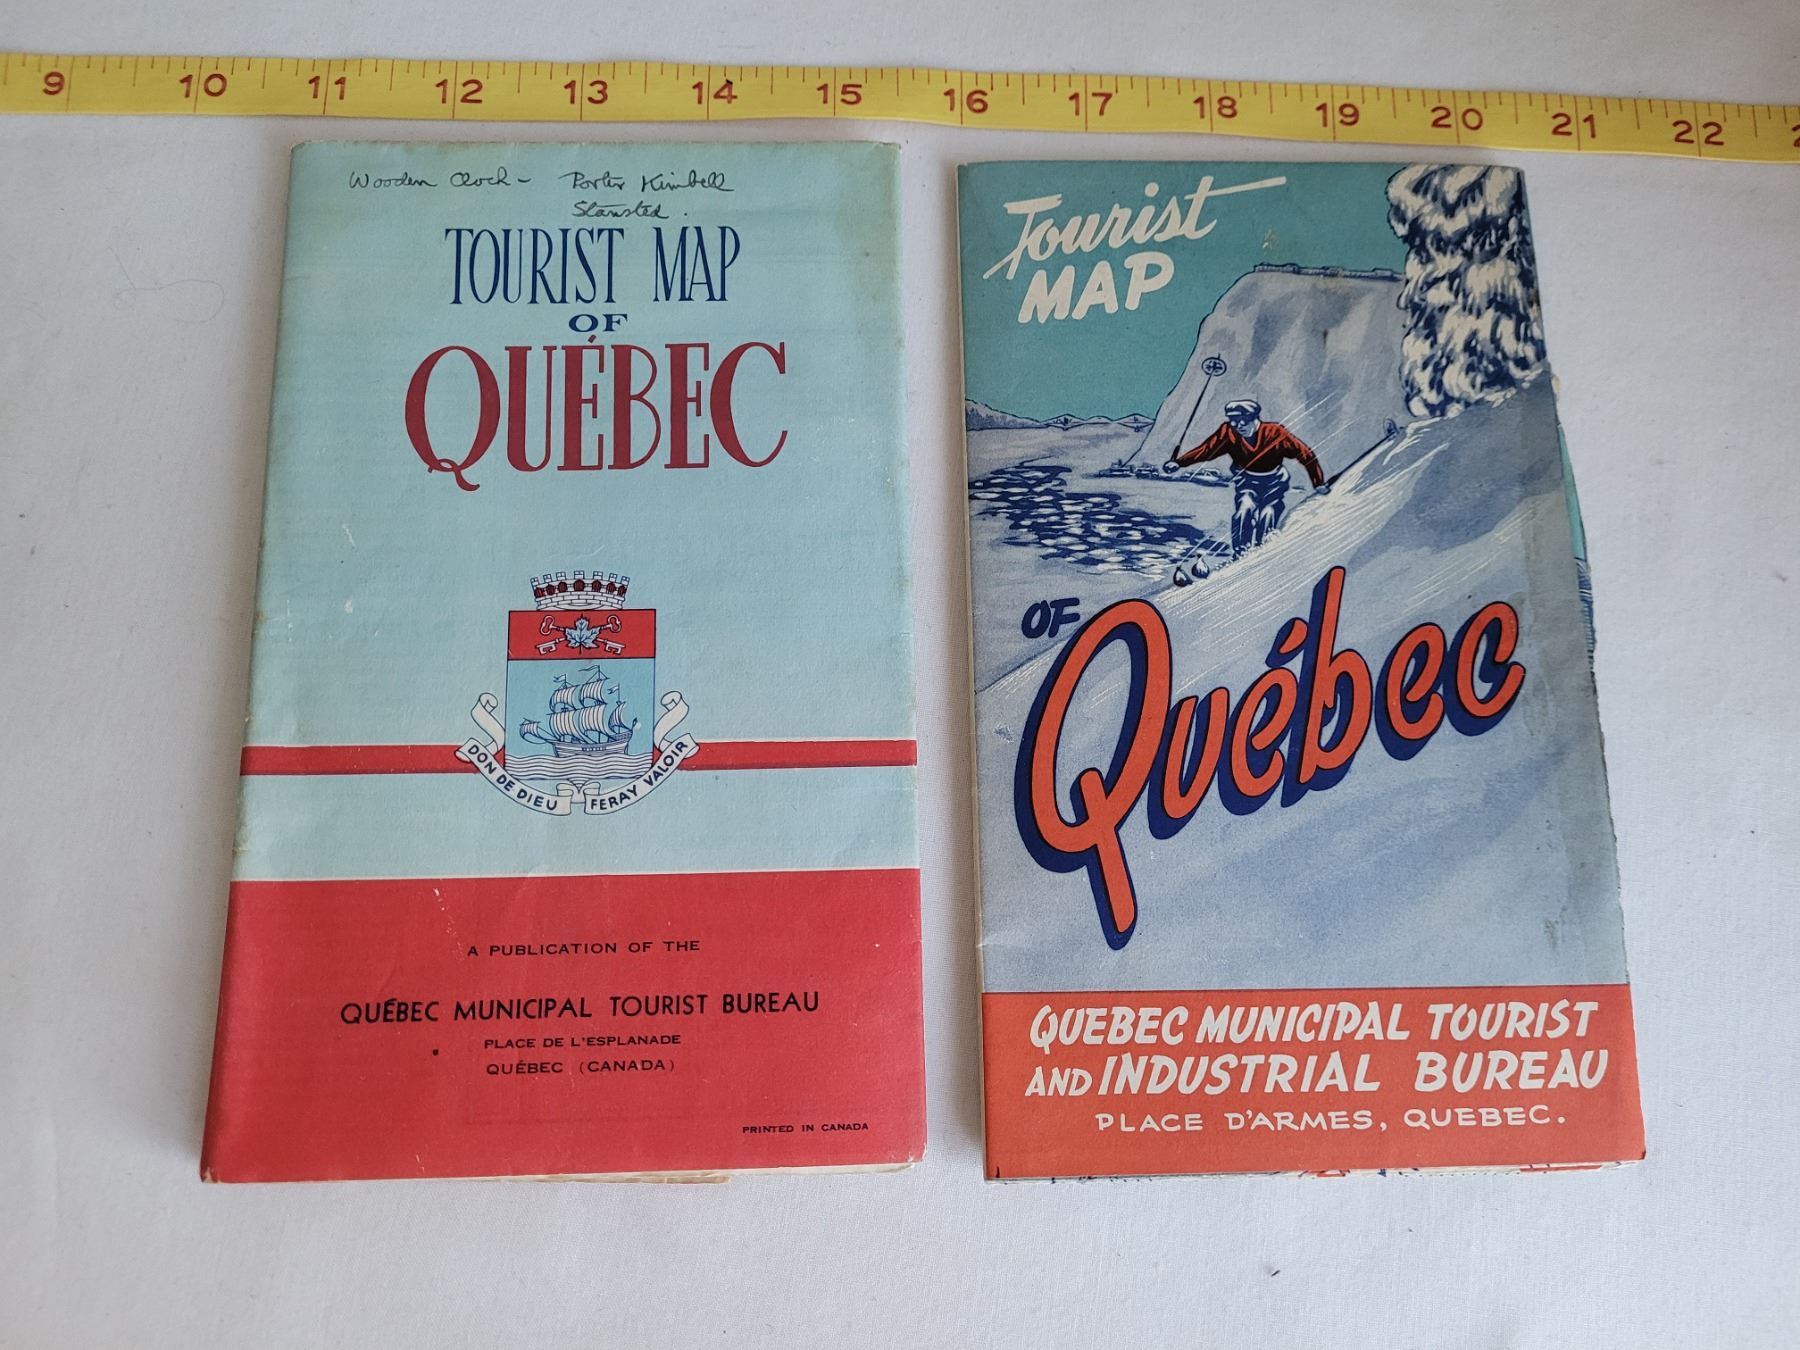 9 10 11 12 13 14 15 16 17 18 19 20 21 22
Wooden Clock - Porter Kimbell
Stansted.
TOURIST MAP
OF
QUÉBEC
DON DE DIEU FERAY VALOIR
A PUBLICATION OF THE
QUÉBEC MUNICIPAL TOURIST BUREAU
PLACE DE L'ESPLANADE
QUÉBEC (CANADA)
PRINTED IN CANADA
Tourist
MAP
OF
Québec
QUEBEC MUNICIPAL TOURIST
AND INDUSTRIAL BUREAU
PLACE D'ARMES, QUEBEC.